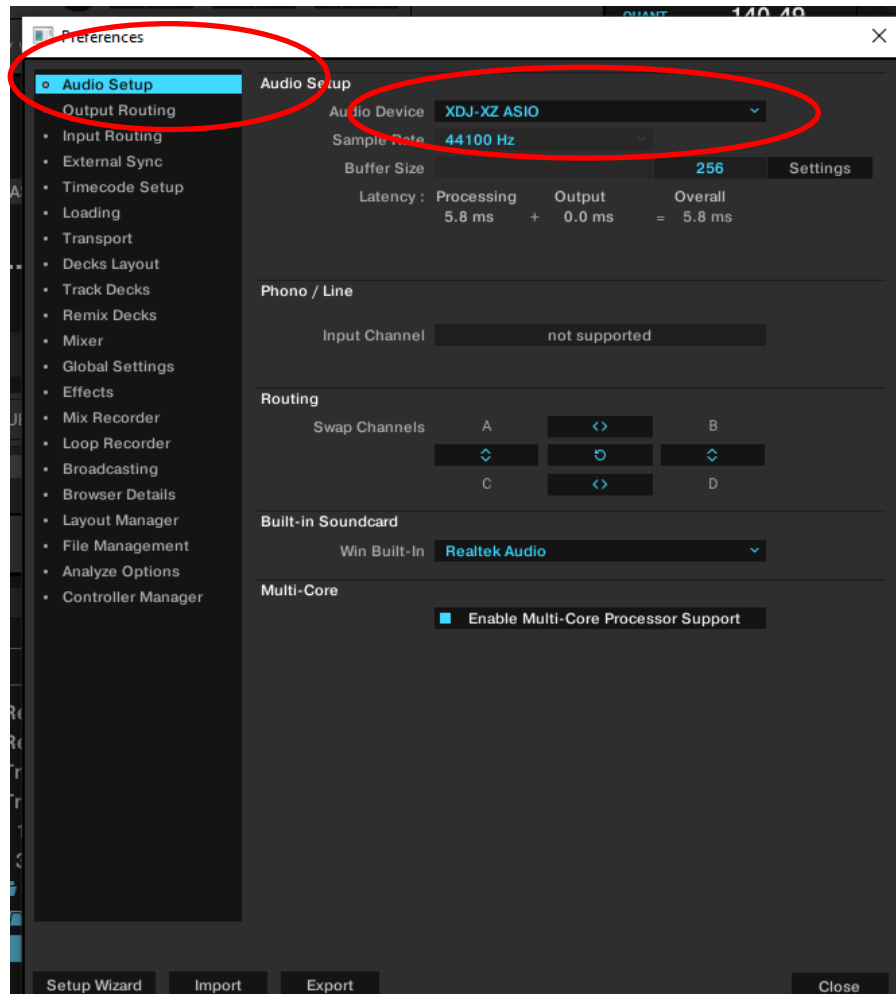 QUANT 140.49
Preferences
Audio Setup
Output Routing
Input Routing
External Sync
Timecode Setup
Loading
Transport
Decks Layout
Track Decks
Remix Decks
Mixer
Global Settings
Effects
Mix Recorder
Loop Recorder
Broadcasting
Browser Details
Layout Manager
File Management
Analyze Options
Controller Manager
Audio Setup
Audio Device XDJ-XZ ASIO
Sample Rate 44100 Hz
Buffer Size 256 Settings
Latency : Processing Output Overall
5.8 ms + 0.0 ms = 5.8 ms
Phono / Line
Input Channel not supported
Routing
Swap Channels A B
C D
Built-in Soundcard
Win Built-In Realtek Audio
Multi-Core
Enable Multi-Core Processor Support
Setup Wizard Import Export Close